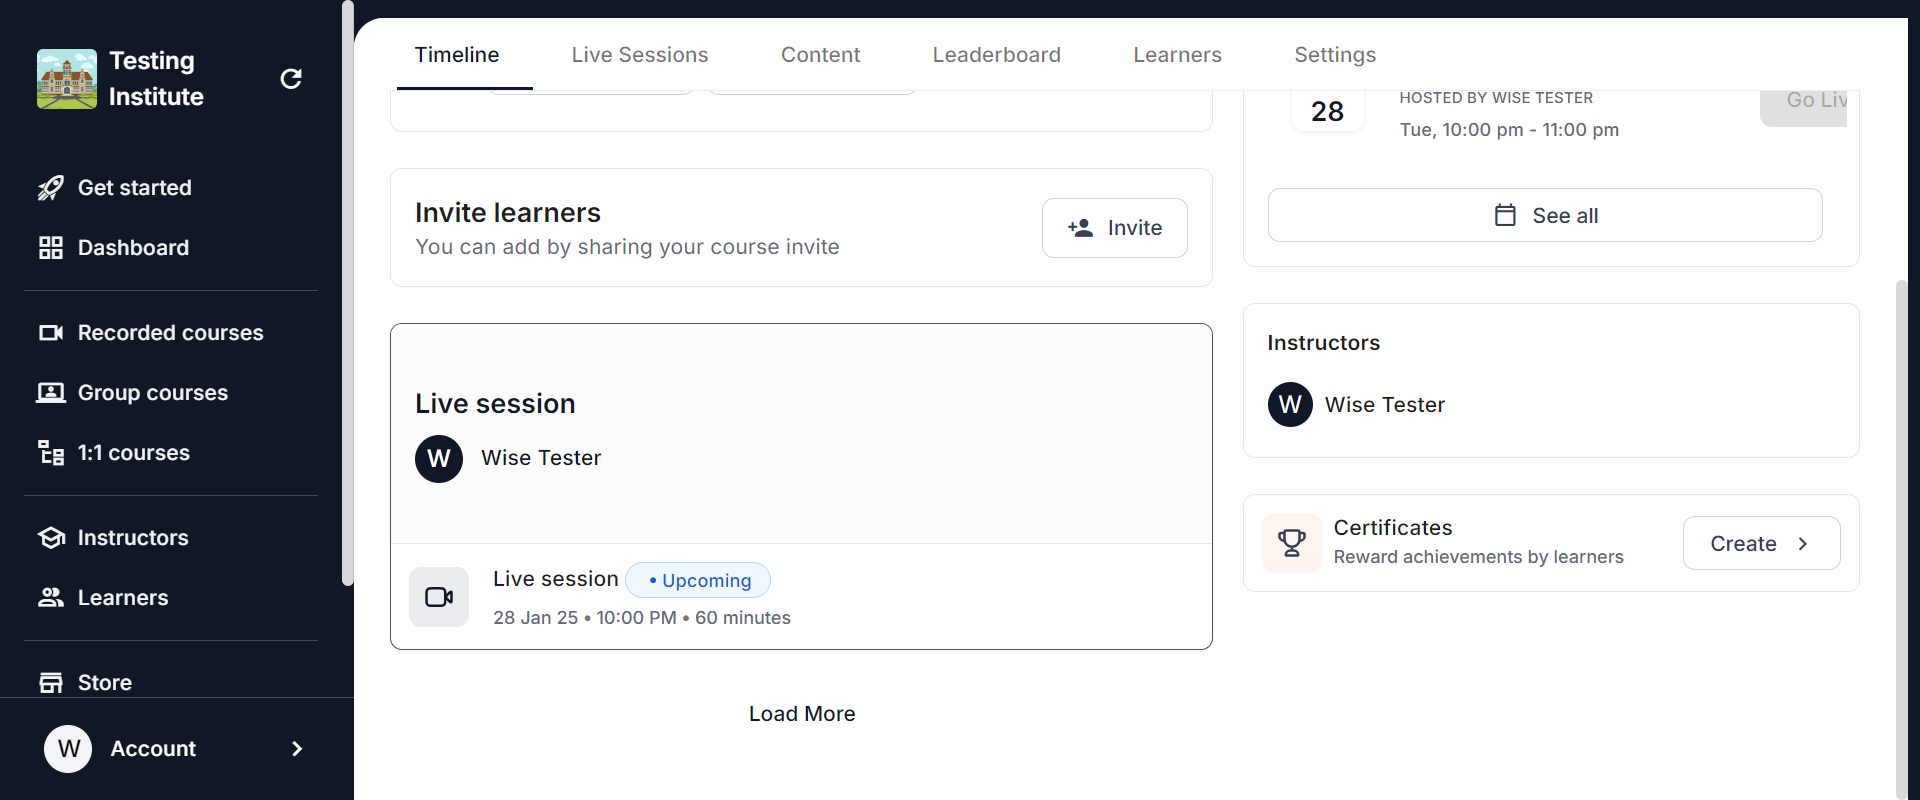 Testing
Institute
Get started
Dashboard
Recorded courses
Group courses
1:1 courses
Instructors
Learners
Store
W
Account
Timeline
Live Sessions
Content
Leaderboard
Learners
Settings
Invite learners
You can add by sharing your course invite
Invite
Live session
W
Wise Tester
Live session
• Upcoming
28 Jan 25 • 10:00 PM • 60 minutes
Load More
28
HOSTED BY WISE TESTER
Tue, 10:00 pm - 11:00 pm
Go Liv
See all
Instructors
W
Wise Tester
Certificates
Reward achievements by learners
Create